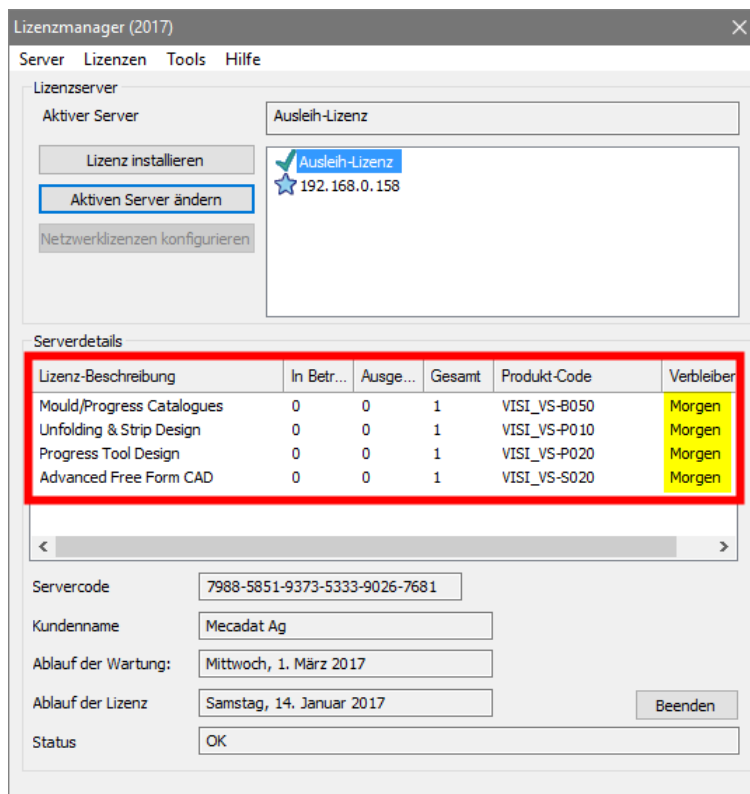 Lizenzmanager (2017)
Server Lizenzen Tools Hilfe
Lizenzserver
Aktiver Server Ausleih-Lizenz
Lizenz installieren
Aktiven Server ändern
Netzwerklizenzen konfigurieren
Ausleih-Lizenz
192.168.0.158
Serverdetails
Lizenz-Beschreibung In Betr... Ausge... Gesamt Produkt-Code Verbleiben
Mould/Progress Catalogues 0 0 1 VISI_VS-B050 Morgen
Unfolding & Strip Design 0 0 1 VISI_VS-P010 Morgen
Progress Tool Design 0 0 1 VISI_VS-P020 Morgen
Advanced Free Form CAD 0 0 1 VISI_VS-S020 Morgen
Servercode 7988-5851-9373-5333-9026-7681
Kundenname Mecadat Ag
Ablauf der Wartung: Mittwoch, 1. März 2017
Ablauf der Lizenz Samstag, 14. Januar 2017
Beenden
Status OK